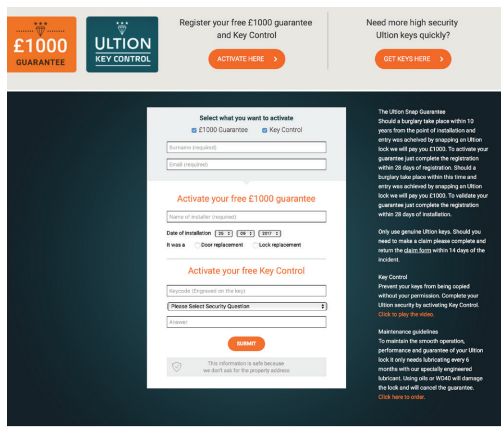 £1000
GUARANTEE
ULTION
KEY CONTROL
Register your free £1000 guarantee
and Key Control
ACTIVATE HERE >
Need more high security
Ultion keys quickly?
GET KEYS HERE >
Select what you want to activate
£1000 Guarantee Key Control
Surname (required)
Email (required)
Activate your free £1000 guarantee
Name of installer (required)
Date of Installation 25 09 2017
It was a Door replacement Lock replacement
Activate your free Key Control
Keycode (Engraved on the key)
Please Select Security Question
Answer
SUBMIT
This information is safe because
we don't ask for the property address
The Ultion Snap Guarantee
Should a burglary take place within 10
years from the point of installation and
entry was acheived by snapping an Ultion
lock we will pay you £1000. To activate your
guarantee just complete the registration
within 28 days of registration. Should a
burglary take place within this time and
entry was achieved by snapping an Ultion
lock we will pay you £1000. To validate your
guarantee just complete the registration
within 28 days of installation.
Only use genuine Ultion keys. Should you
need to make a claim please complete and
return the claim form within 14 days of the
incident.
Key Control
Prevent your keys from being copied
without your permission. Complete your
Ultion security by activating Key Control.
Click to play the video.
Maintenance guidelines
To maintain the smooth operation,
performance and guarantee of your Ultion
lock it only needs lubricating every 6
months with our specially engineered
lubricant. Using oils or WD40 will damage
the lock and will cancel the guarantee.
Click here to order.